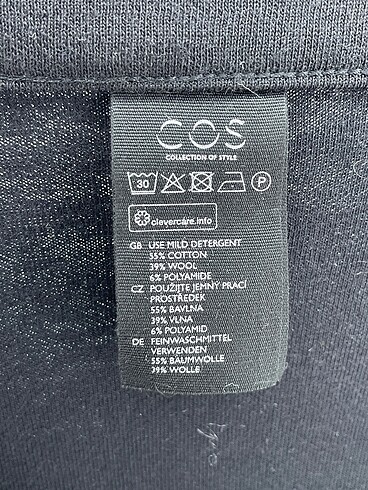 COS
COLLECTION OF STYLE
30 P
clevercare.info
GB USE MILD DETERGENT
55% COTTON
39% WOOL
6% POLYAMIDE
CZ POUŽIJTE JEMNÝ PRACÍ
PROSTŘEDEK
55% BAVLNA
39% VLNA
6% POLYAMID
DE FEINWASCHMITTEL
VERWENDEN
55% BAUMWOLLE
39% WOLLE